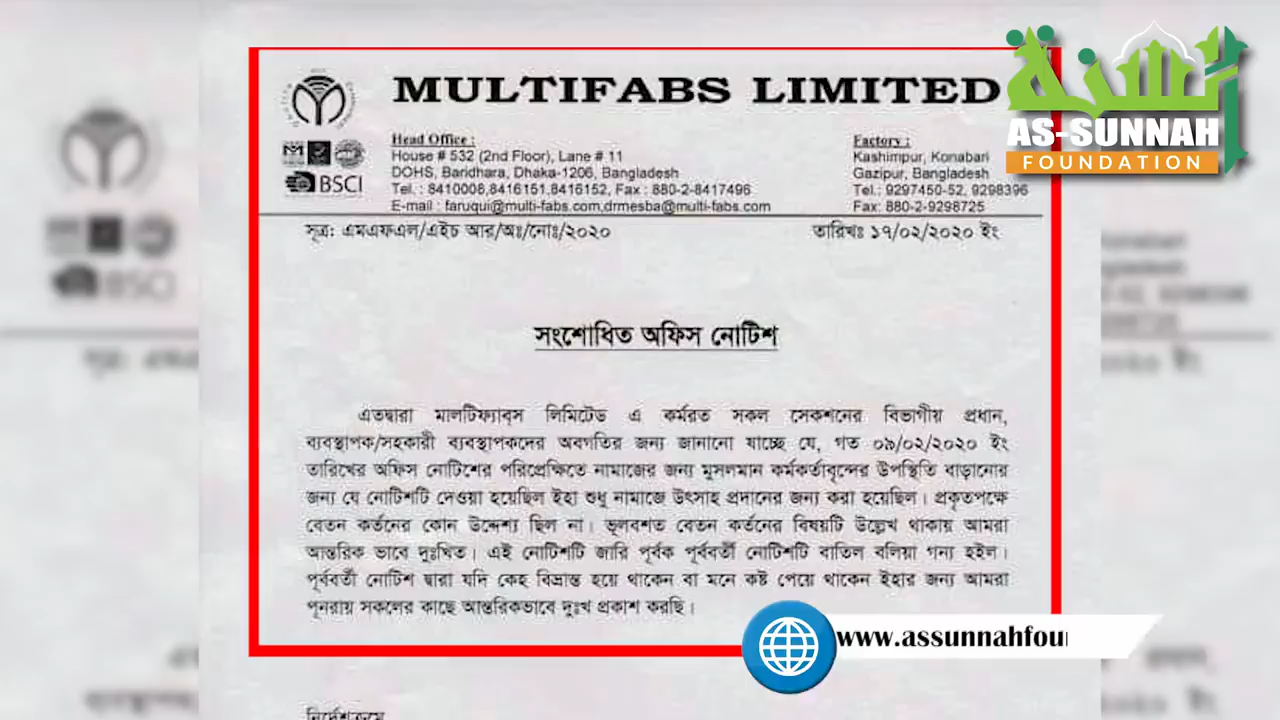 MULTIFABS LIMITED
Head Office :
House # 532 (2nd Floor), Lane # 11
DOHS, Baridhara, Dhaka-1206, Bangladesh
Tel. : 8410008,8416151,8416152, Fax : 880-2-8417496
E-mail : faruqui@multi-fabs.com,drmesba@multi-fabs.com
Factory :
Kashimpur, Konabari
Gazipur, Bangladesh
Tel.: 9297450-52, 9298396
Fax: 880-2-9298725
BSCI
تسنة
AS-SUNNAH
FOUNDATION
সূত্র: এমএফএল/এইচ আর/অঃ/নোঃ/২০২০
তারিখঃ ১৭/০২/২০২০ ইং
সংশোধিত অফিস নোটিশ
এতদ্বারা মালটিফ্যাব্‌স লিমিটেড এ কর্মরত সকল সেকশনের বিভাগীয় প্রধান,
ব্যবস্থাপক/সহকারী ব্যবস্থাপকদের অবগতির জন্য জানানো যাচ্ছে যে, গত ০৯/০২/২০২০ ইং
তারিখের অফিস নোটিশের পরিপ্রেক্ষিতে নামাজের জন্য মুসলমান কর্মকর্তাবৃন্দের উপস্থিতি বাড়ানোর
জন্য যে নোটিশটি দেওয়া হয়েছিল ইহা শুধু নামাজে উৎসাহ প্রদানের জন্য করা হয়েছিল। প্রকৃতপক্ষে
বেতন কর্তনের কোন উদ্দেশ্য ছিল না। ভূলবশত বেতন কর্তনের বিষয়টি উল্লেখ থাকায় আমরা
আন্তরিক ভাবে দুঃখিত। এই নোটিশটি জারি পূর্বক পূর্ববর্তী নোটিশটি বাতিল বলিয়া গন্য হইল।
পূর্ববর্তী নোটিশ দ্বারা যদি কেহ বিভ্রান্ত হয়ে থাকেন বা মনে কষ্ট পেয়ে থাকেন ইহার জন্য আমরা
পূনরায় সকলের কাছে আন্তরিকভাবে দুঃখ প্রকাশ করছি।
www.assunnahfou
নির্দেশক্রমে